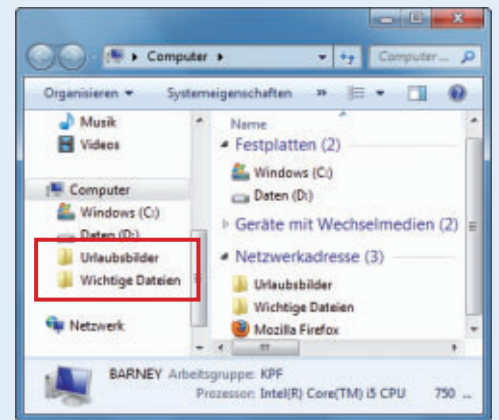 Computer
Computer ...
Organisieren
Systemeigenschaften
»
Musik
Videos
Computer
Windows (C:)
Daten (D:)
Urlaubsbilder
Wichtige Dateien
Netzwerk
Name
Festplatten (2)
Windows (C:)
Daten (D:)
Geräte mit Wechselmedien (2)
Netzwerkadresse (3)
Urlaubsbilder
Wichtige Dateien
Mozilla Firefox
BARNEY Arbeitsgruppe: KPF
Prozessor: Intel(R) Core(TM) i5 CPU 750 ...